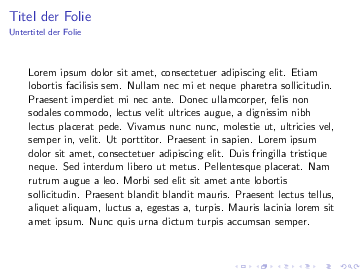 Titel der Folie
Untertitel der Folie
Lorem ipsum dolor sit amet, consectetuer adipiscing elit. Etiam
lobortis facilisis sem. Nullam nec mi et neque pharetra sollicitudin.
Praesent imperdiet mi nec ante. Donec ullamcorper, felis non
sodales commodo, lectus velit ultrices augue, a dignissim nibh
lectus placerat pede. Vivamus nunc nunc, molestie ut, ultricies vel,
semper in, velit. Ut porttitor. Praesent in sapien. Lorem ipsum
dolor sit amet, consectetuer adipiscing elit. Duis fringilla tristique
neque. Sed interdum libero ut metus. Pellentesque placerat. Nam
rutrum augue a leo. Morbi sed elit sit amet ante lobortis
sollicitudin. Praesent blandit blandit mauris. Praesent lectus tellus,
aliquet aliquam, luctus a, egestas a, turpis. Mauris lacinia lorem sit
amet ipsum. Nunc quis urna dictum turpis accumsan semper.